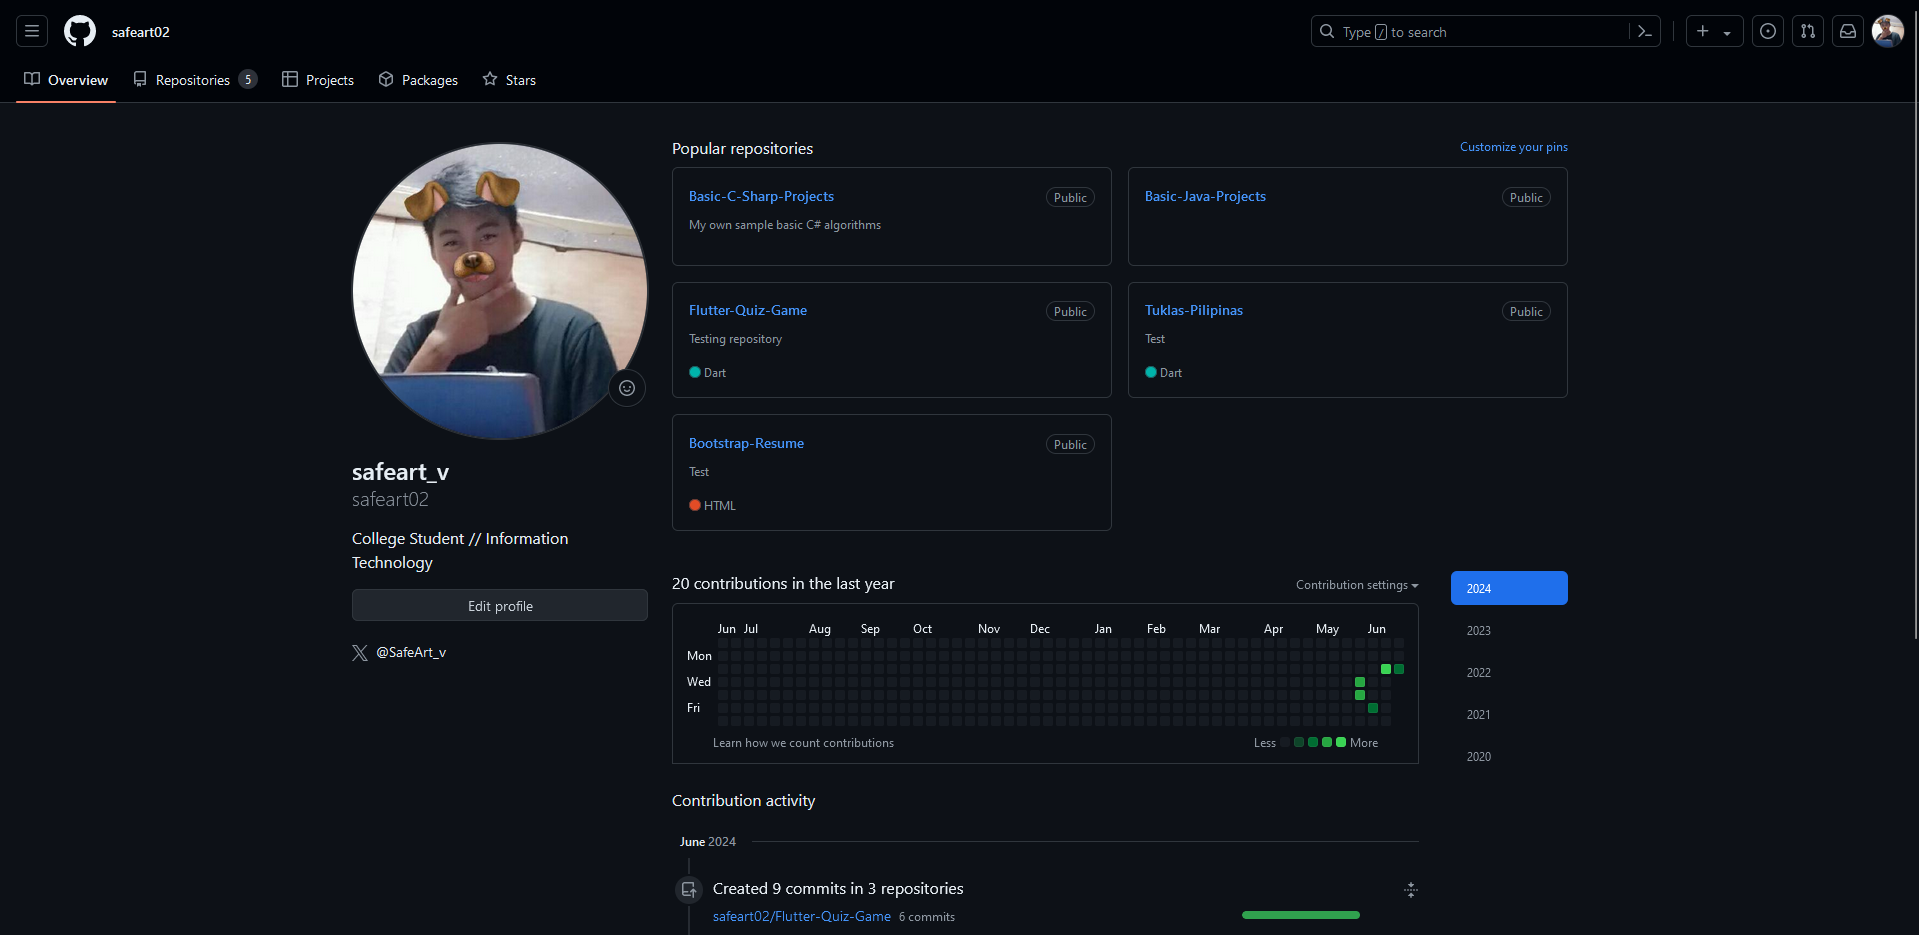 safeart02
Type / to search
Overview
Repositories 5
Projects
Packages
Stars
safeart_v
safeart02
College Student // Information
Technology
Edit profile
@SafeArt_v
Popular repositories
Customize your pins
Basic-C-Sharp-Projects
Public
My own sample basic C# algorithms
Basic-Java-Projects
Public
Flutter-Quiz-Game
Public
Testing repository
Dart
Tuklas-Pilipinas
Public
Test
Dart
Bootstrap-Resume
Public
Test
HTML
20 contributions in the last year
Contribution settings
Jun Jul Aug Sep Oct Nov Dec Jan Feb Mar Apr May Jun
Mon
Wed
Fri
Learn how we count contributions
Less More
2024
2023
2022
2021
2020
Contribution activity
June 2024
Created 9 commits in 3 repositories
safeart02/Flutter-Quiz-Game 6 commits